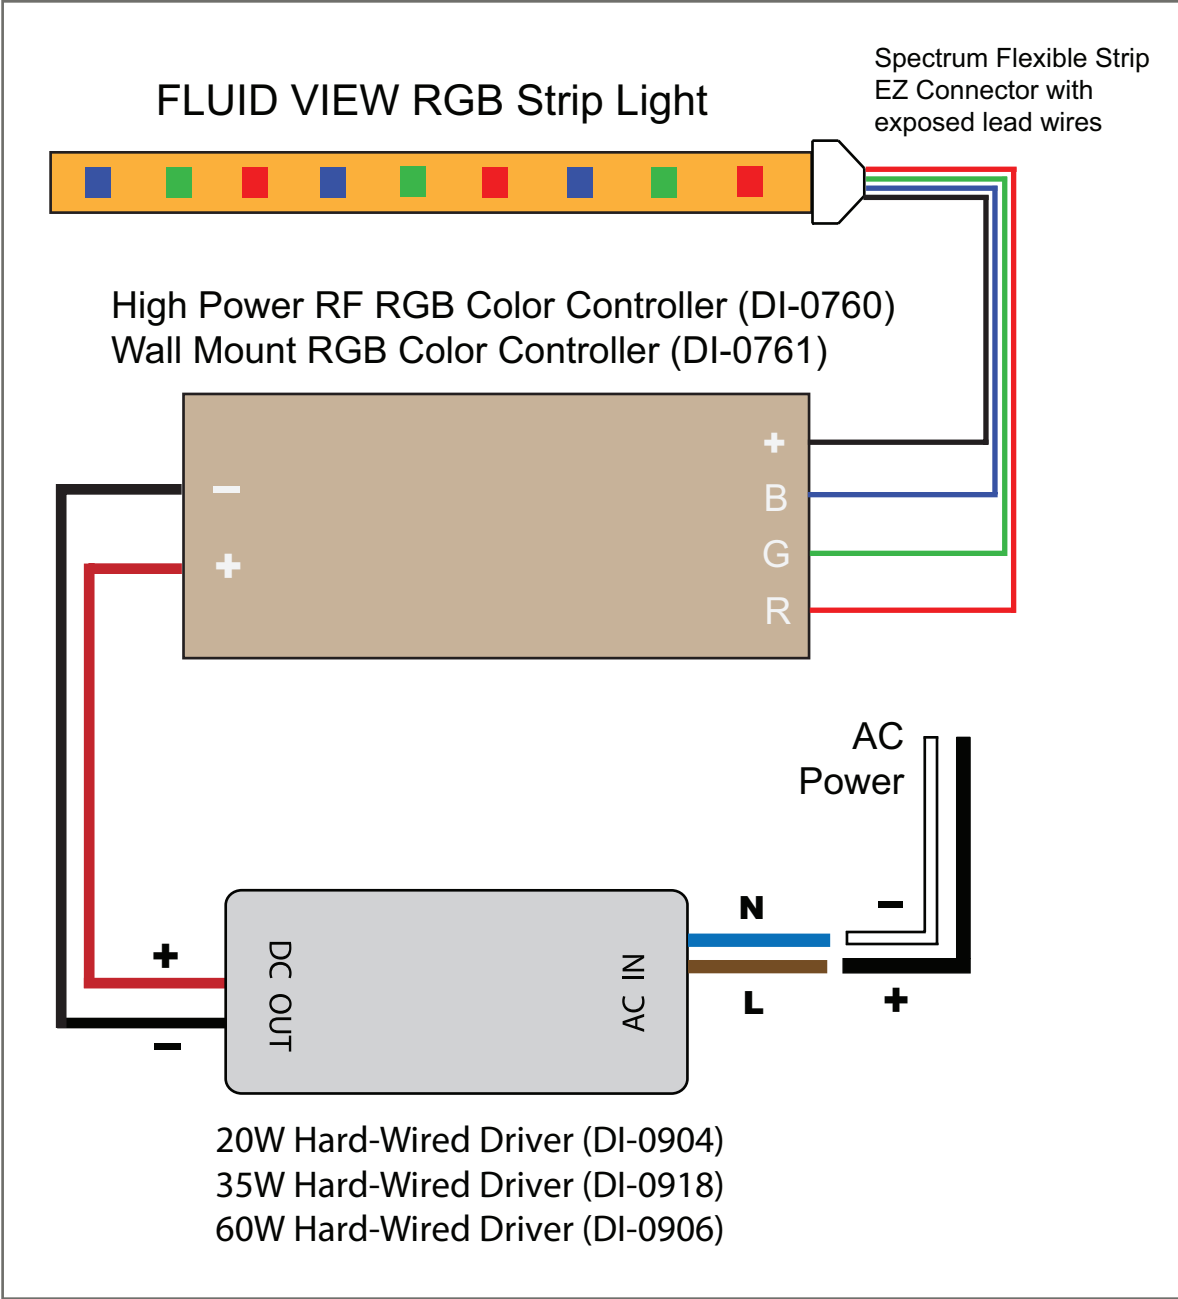 Spectrum Flexible Strip
EZ Connector with
exposed lead wires
FLUID VIEW RGB Strip Light
High Power RF RGB Color Controller (DI-0760)
Wall Mount RGB Color Controller (DI-0761)
+
B
G
R
−
+
AC
Power
N
−
L
+
+
−
DC OUT
AC IN
20W Hard-Wired Driver (DI-0904)
35W Hard-Wired Driver (DI-0918)
60W Hard-Wired Driver (DI-0906)